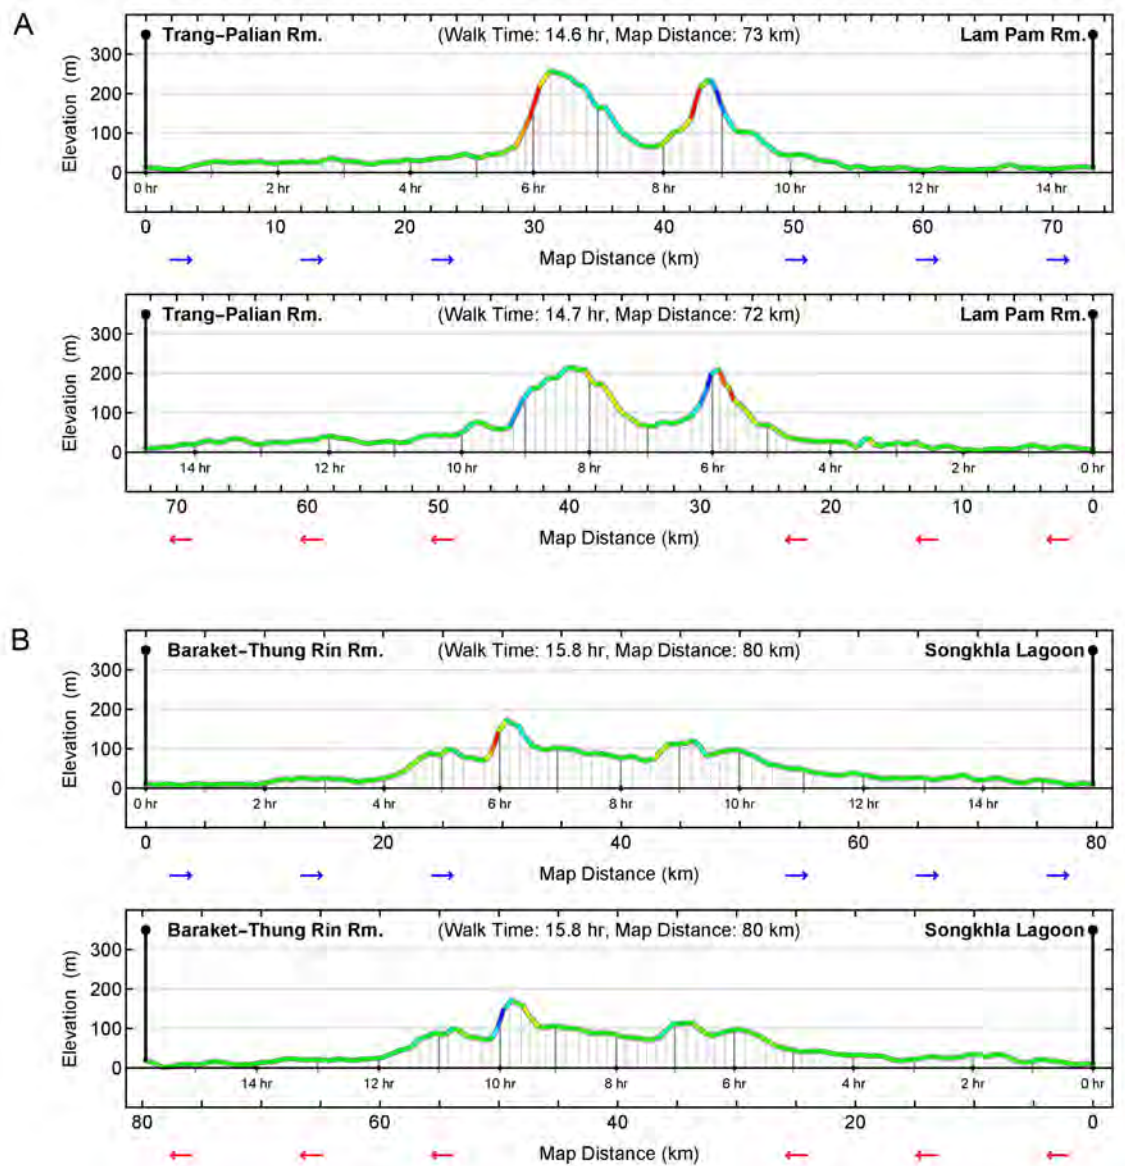 A
Trang–Palian Rm. (Walk Time: 14.6 hr, Map Distance: 73 km) Lam Pam Rm.
Elevation (m)
300
200
100
0
0 hr 2 hr 4 hr 6 hr 8 hr 10 hr 12 hr 14 hr
0 10 20 30 40 50 60 70
→ → → Map Distance (km) → → →
Trang–Palian Rm. (Walk Time: 14.7 hr, Map Distance: 72 km) Lam Pam Rm.
Elevation (m)
300
200
100
0
14 hr 12 hr 10 hr 8 hr 6 hr 4 hr 2 hr 0 hr
70 60 50 40 30 20 10 0
← ← ← Map Distance (km) ← ← ←
B
Baraket–Thung Rin Rm. (Walk Time: 15.8 hr, Map Distance: 80 km) Songkhla Lagoon
Elevation (m)
300
200
100
0
0 hr 2 hr 4 hr 6 hr 8 hr 10 hr 12 hr 14 hr
0 20 40 60 80
→ → → Map Distance (km) → → →
Baraket–Thung Rin Rm. (Walk Time: 15.8 hr, Map Distance: 80 km) Songkhla Lagoon
Elevation (m)
300
200
100
0
14 hr 12 hr 10 hr 8 hr 6 hr 4 hr 2 hr 0 hr
80 60 40 20 0
← ← ← Map Distance (km) ← ← ←